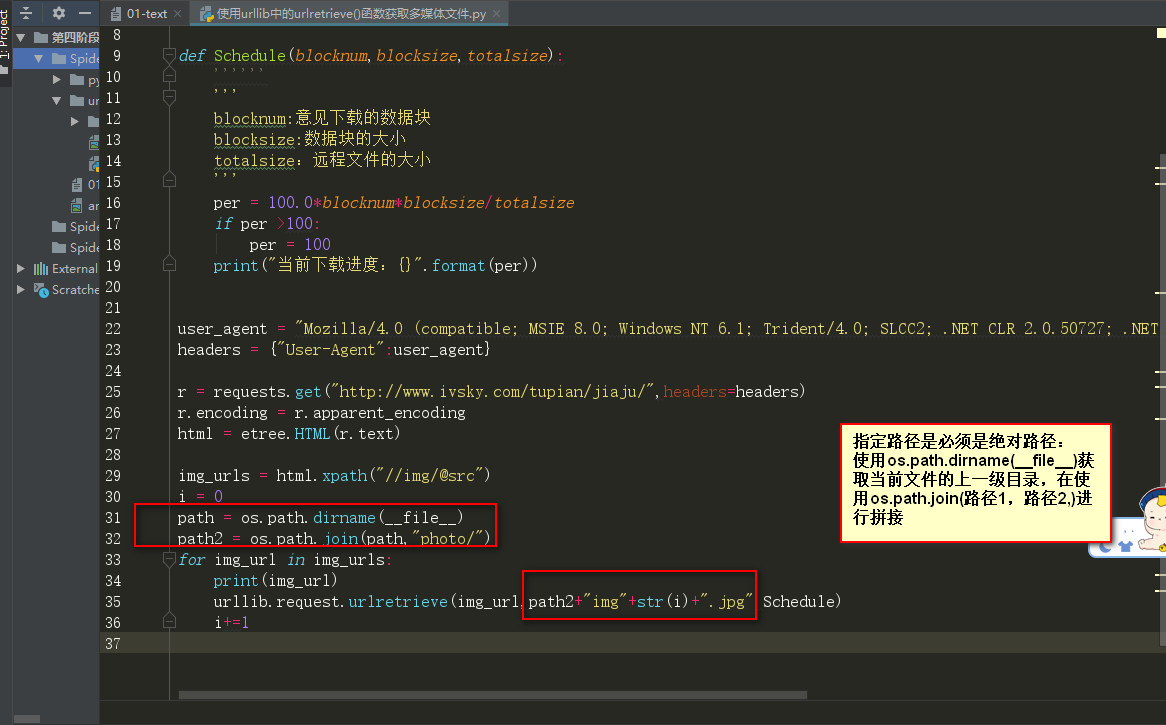 1: Project
01-text
使用urllib中的urlretrieve()函数获取多媒体文件.py
第四阶段
Spide
py
ur
12
01
ar
Spide
Spide
External
Scratche
8
9 def Schedule(blocknum,blocksize,totalsize):
10 ''''''
11 '''
12 blocknum:意见下载的数据块
13 blocksize:数据块的大小
14 totalsize：远程文件的大小
15 '''
16 per = 100.0*blocknum*blocksize/totalsize
17 if per >100:
18 per = 100
19 print("当前下载进度：{}".format(per))
20
21
22 user_agent = "Mozilla/4.0 (compatible; MSIE 8.0; Windows NT 6.1; Trident/4.0; SLCC2; .NET CLR 2.0.50727; .NET
23 headers = {"User-Agent":user_agent}
24
25 r = requests.get("http://www.ivsky.com/tupian/jiaju/",headers=headers)
26 r.encoding = r.apparent_encoding
27 html = etree.HTML(r.text)
28
29 img_urls = html.xpath("//img/@src")
30 i = 0
31 path = os.path.dirname(__file__)
32 path2 = os.path.join(path,"photo/")
33 for img_url in img_urls:
34 print(img_url)
35 urllib.request.urlretrieve(img_url,path2+"img"+str(i)+".jpg" Schedule)
36 i+=1
37
指定路径是必须是绝对路径：
使用os.path.dirname(__file__)获
取当前文件的上一级目录，在使
用os.path.join(路径1，路径2,)进
行拼接